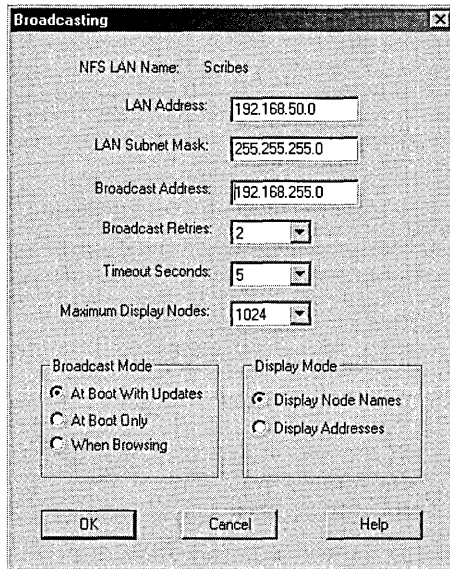 Broadcasting
NFS LAN Name: Scribes
LAN Address: 192.168.50.0
LAN Subnet Mask: 255.255.255.0
Broadcast Address: 192.168.255.0
Broadcast Retries: 2
Timeout Seconds: 5
Maximum Display Nodes: 1024
Broadcast Mode
At Boot With Updates
At Boot Only
When Browsing
Display Mode
Display Node Names
Display Addresses
OK Cancel Help